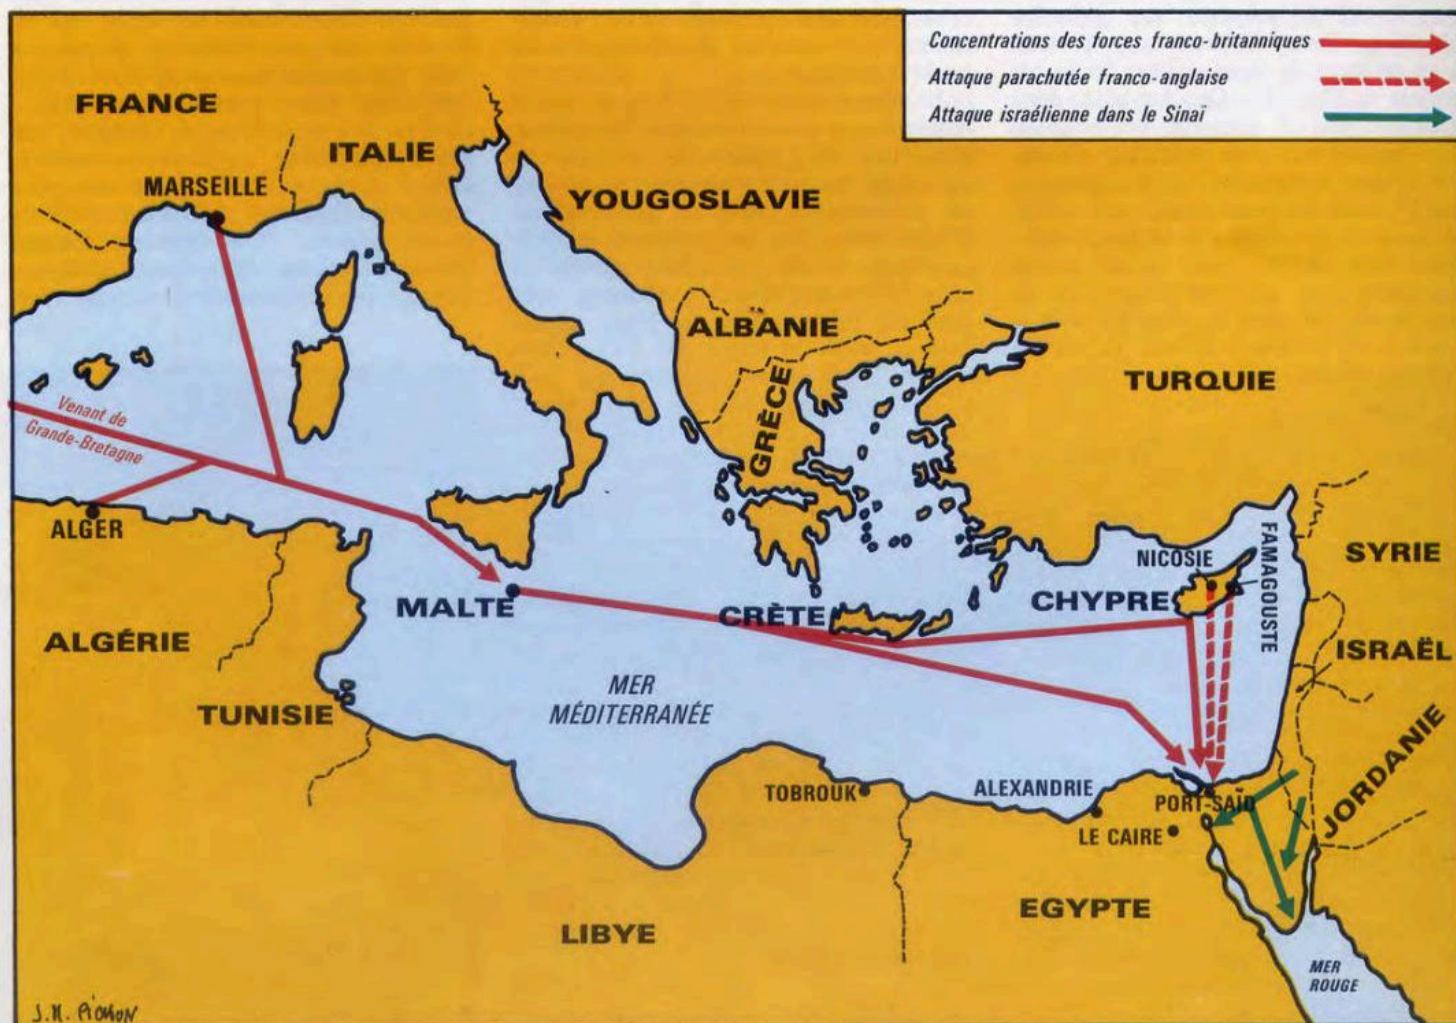 Concentrations des forces franco-britanniques
Attaque parachutée franco-anglaise
Attaque israélienne dans le Sinaï
FRANCE
ITALIE
MARSEILLE
YOUGOSLAVIE
ALBANIE
GRÈCE
TURQUIE
Venant de
Grande-Bretagne
ALGER
NICOSIE
FAMAGOUSTE
SYRIE
MALTE
CRÈTE
CHYPRE
ALGÉRIE
ISRAËL
TUNISIE
MER
MÉDITERRANÉE
JORDANIE
TOBROUK
ALEXANDRIE
PORT-SAÏD
LE CAIRE
EGYPTE
LIBYE
MER
ROUGE